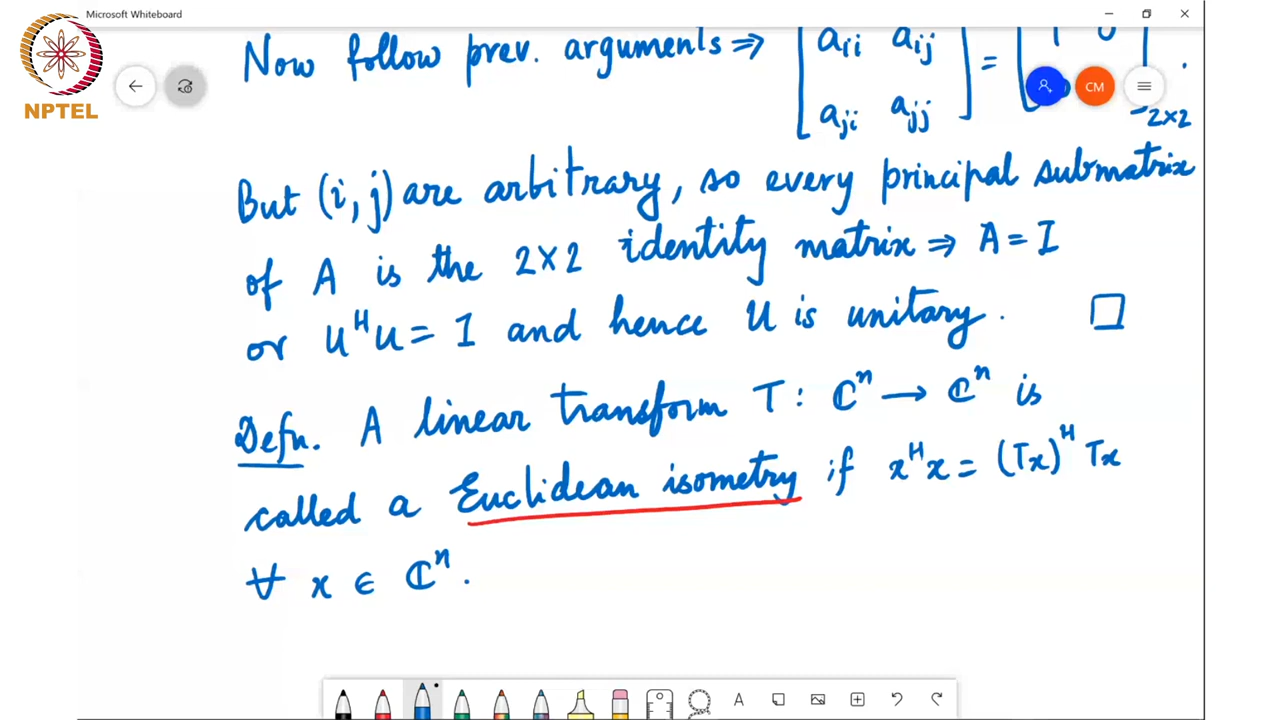 Microsoft Whiteboard
NPTEL
Now follow prev. arguments ⇒ [ a_ii a_ij
a_ji a_jj ] = [ 1 0 ]_2×2 .
CM
But (i, j) are arbitrary, so every principal submatrix
of A is the 2×2 identity matrix ⇒ A = I
or U^H U = I and hence U is unitary. □
Defn. A linear transform T : ℂ^n → ℂ^n is
called a Euclidean isometry if x^H x = (Tx)^H Tx
∀ x ∈ ℂ^n .
A